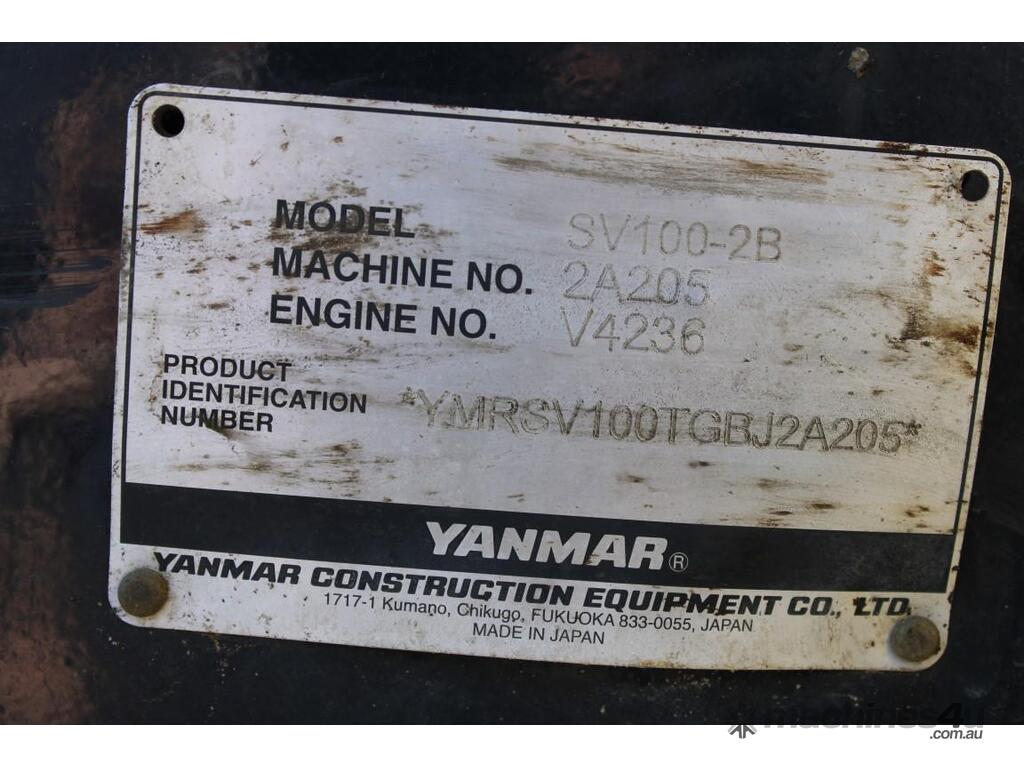 MODEL SV100-2B
MACHINE NO. 2A205
ENGINE NO. V4236
PRODUCT
IDENTIFICATION
NUMBER
*YMRSV100TGBJ2A205*
YANMAR®
YANMAR CONSTRUCTION EQUIPMENT CO., LTD.
1717-1 Kumano, Chikugo, FUKUOKA 833-0055, JAPAN
MADE IN JAPAN
machines4u
.com.au